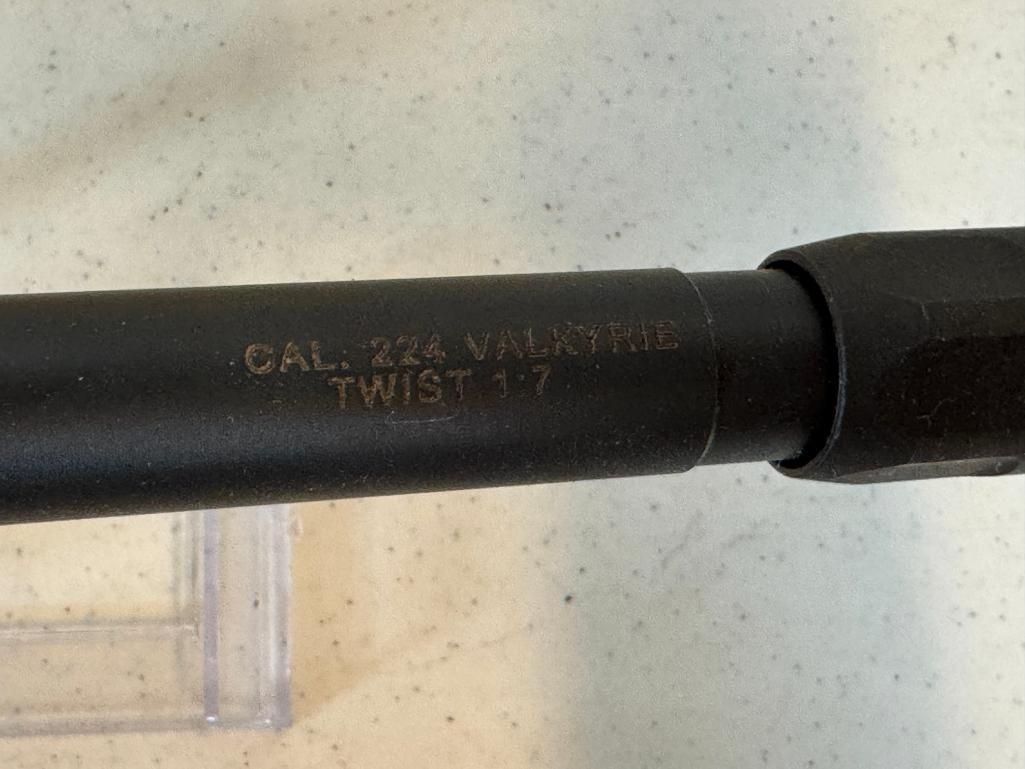 CAL. 224 VALKYRIE
TWIST 1:7